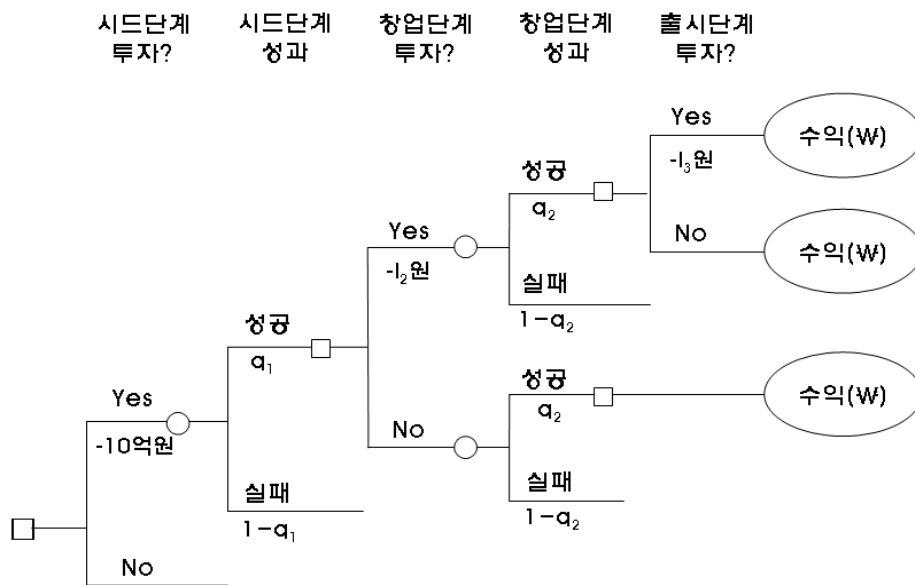 시드단계
투자?
시드단계
성과
창업단계
투자?
창업단계
성과
출시단계
투자?
Yes
-I₃원
수익(₩)
성공
q₂
No
수익(₩)
Yes
-I₂원
실패
1-q₂
성공
q₁
성공
q₂
수익(₩)
Yes
-10억원
No
실패
1-q₂
실패
1-q₁
No